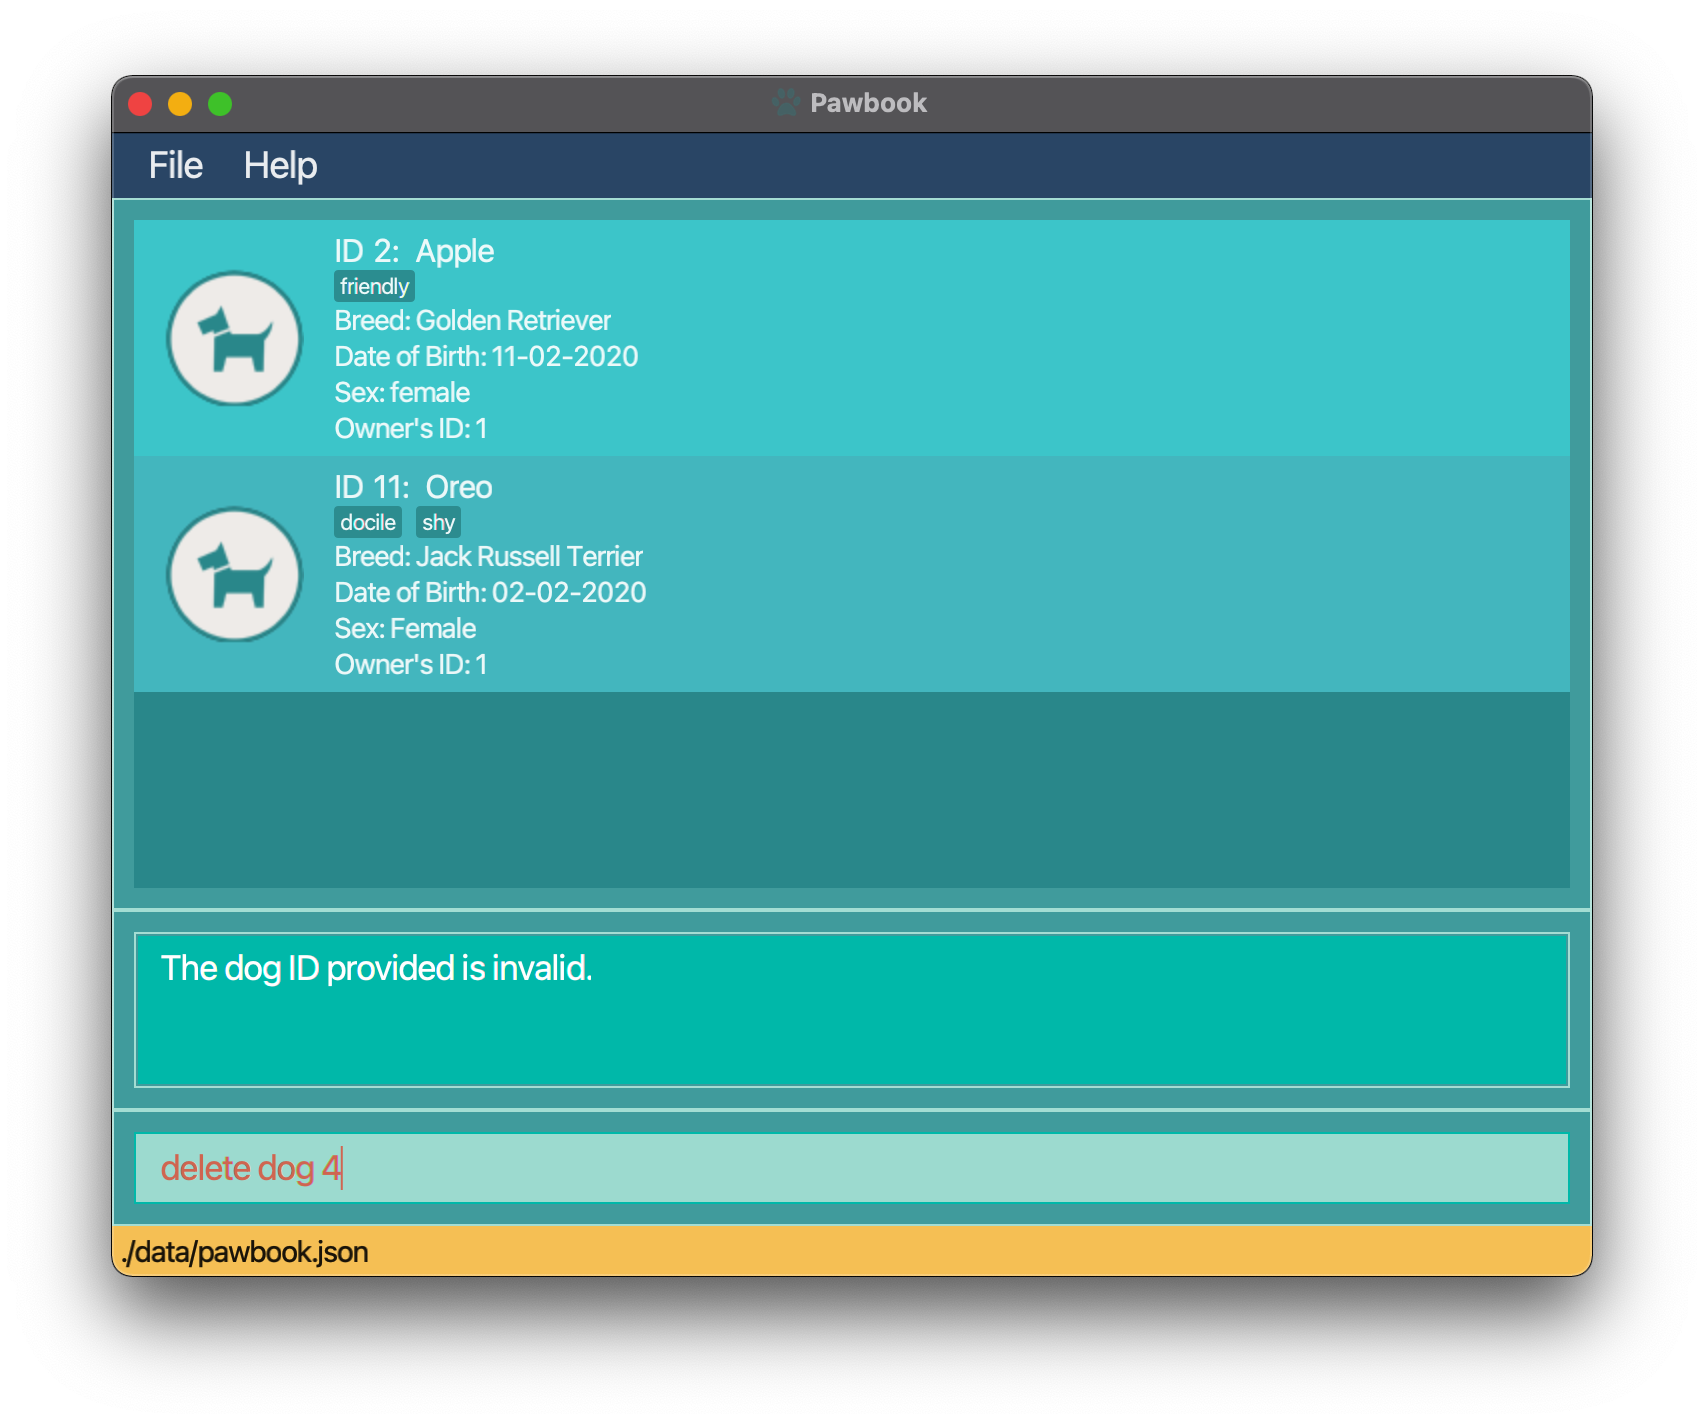 Pawbook
File Help
ID 2: Apple
friendly
Breed: Golden Retriever
Date of Birth: 11-02-2020
Sex: female
Owner's ID: 1
ID 11: Oreo
docile shy
Breed: Jack Russell Terrier
Date of Birth: 02-02-2020
Sex: Female
Owner's ID: 1
The dog ID provided is invalid.
delete dog 4
./data/pawbook.json